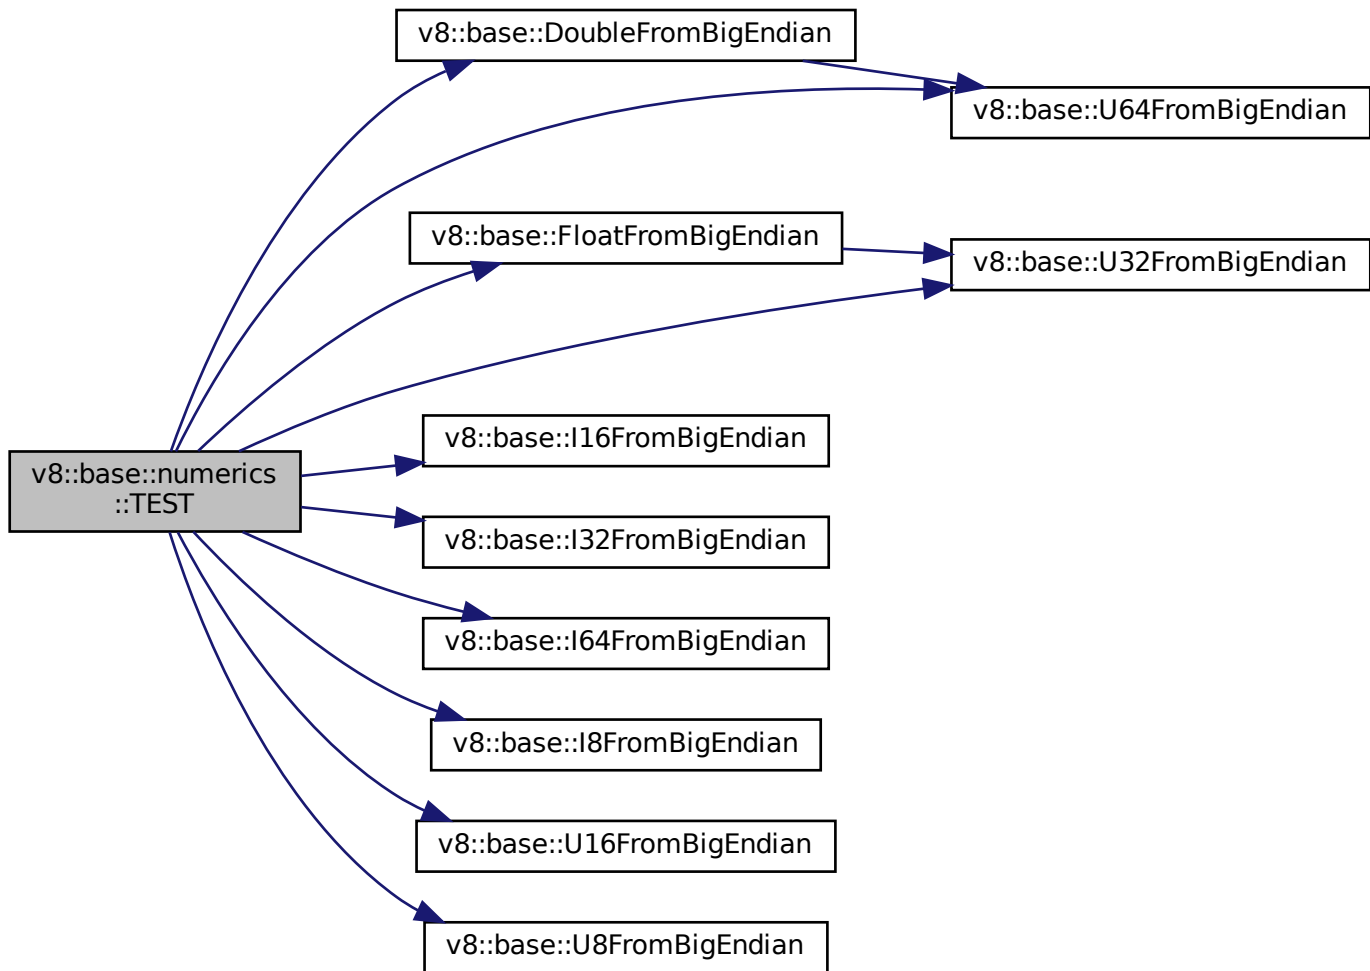 v8::base::DoubleFromBigEndian
v8::base::U64FromBigEndian
v8::base::FloatFromBigEndian
v8::base::U32FromBigEndian
v8::base::I16FromBigEndian
v8::base::numerics
::TEST
v8::base::I32FromBigEndian
v8::base::I64FromBigEndian
v8::base::I8FromBigEndian
v8::base::U16FromBigEndian
v8::base::U8FromBigEndian